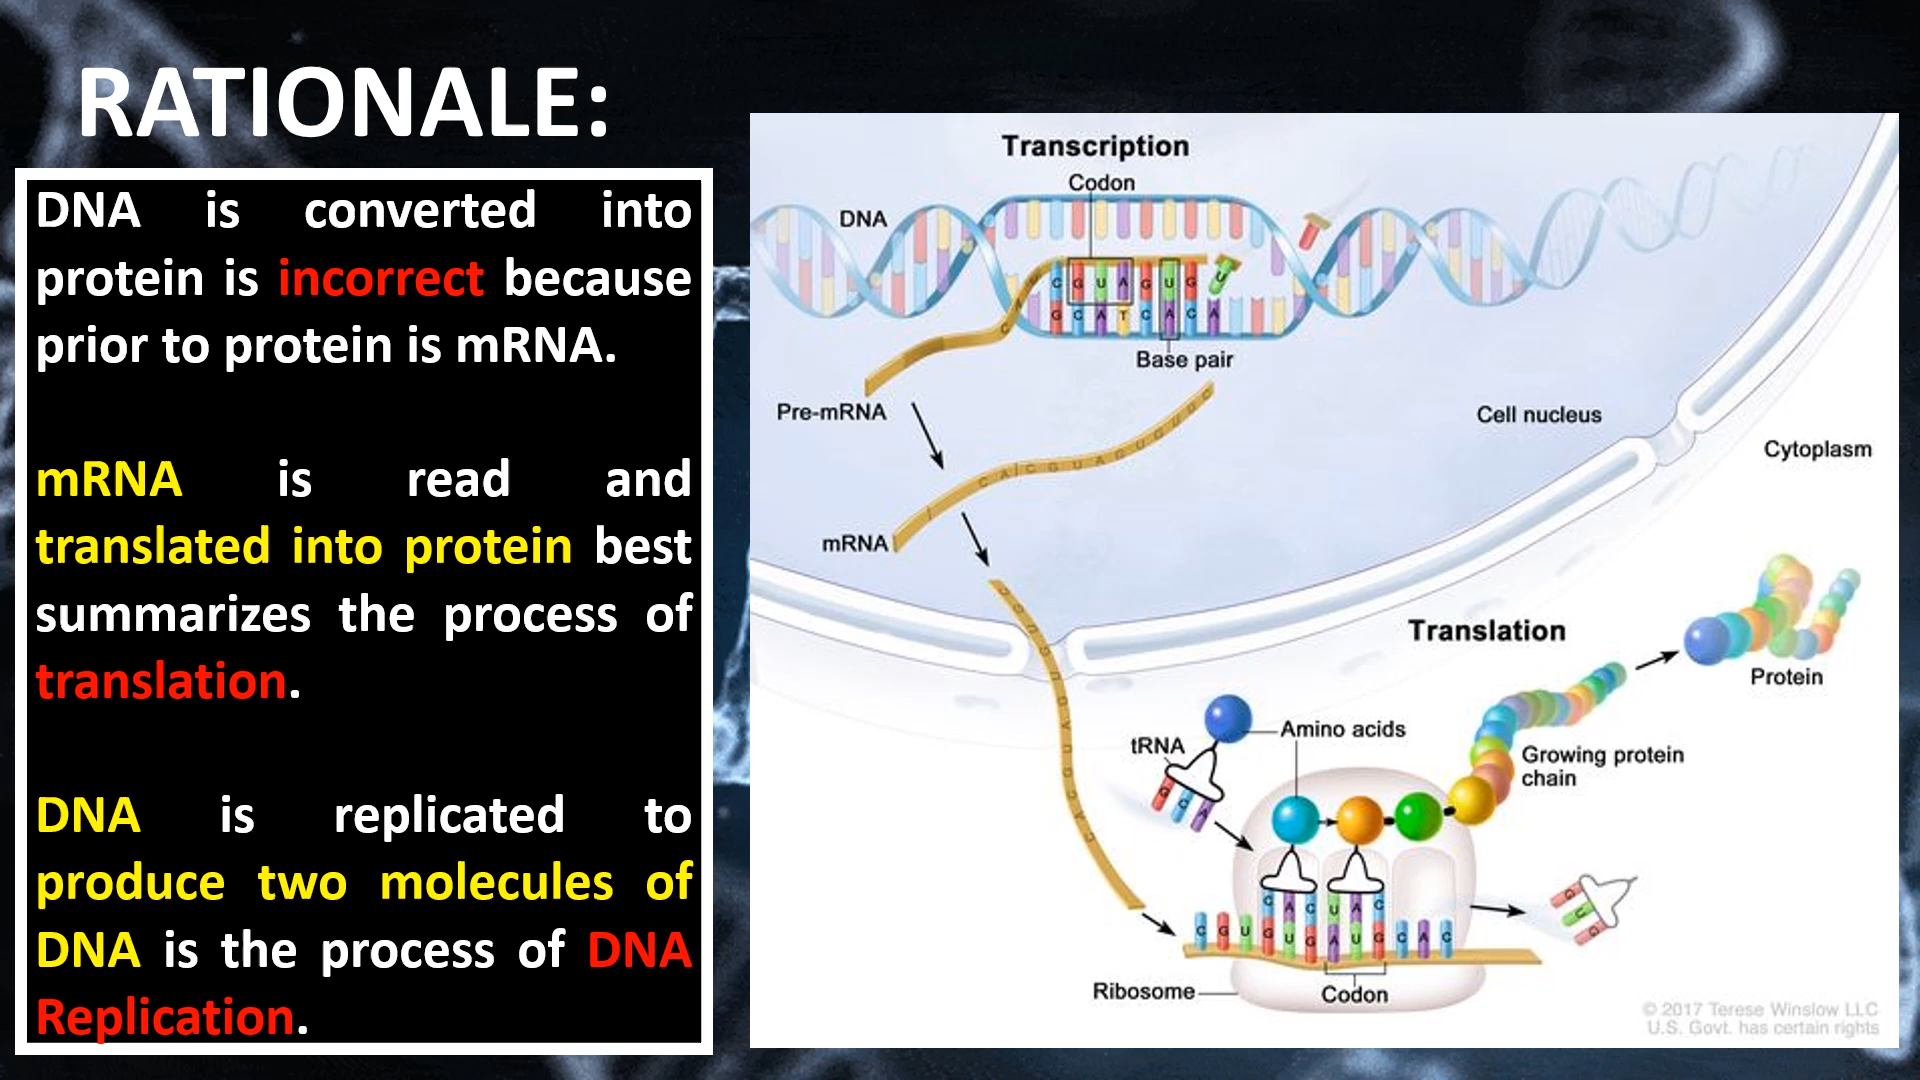 RATIONALE:
DNA is converted into
protein is incorrect because
prior to protein is mRNA.
mRNA is read and
translated into protein best
summarizes the process of
translation.
DNA is replicated to
produce two molecules of
DNA is the process of DNA
Replication.
Transcription
Codon
DNA
C G U A G U G U
G C A T C A C A
Base pair
Pre-mRNA
Cell nucleus
Cytoplasm
C A C G U A G U G U
mRNA
Translation
Protein
tRNA
Amino acids
Growing protein
chain
G C A
C A C U A C
C G U G U G A U G C A C
G U G
Ribosome
Codon
© 2017 Terese Winslow LLC
U.S. Govt. has certain rights